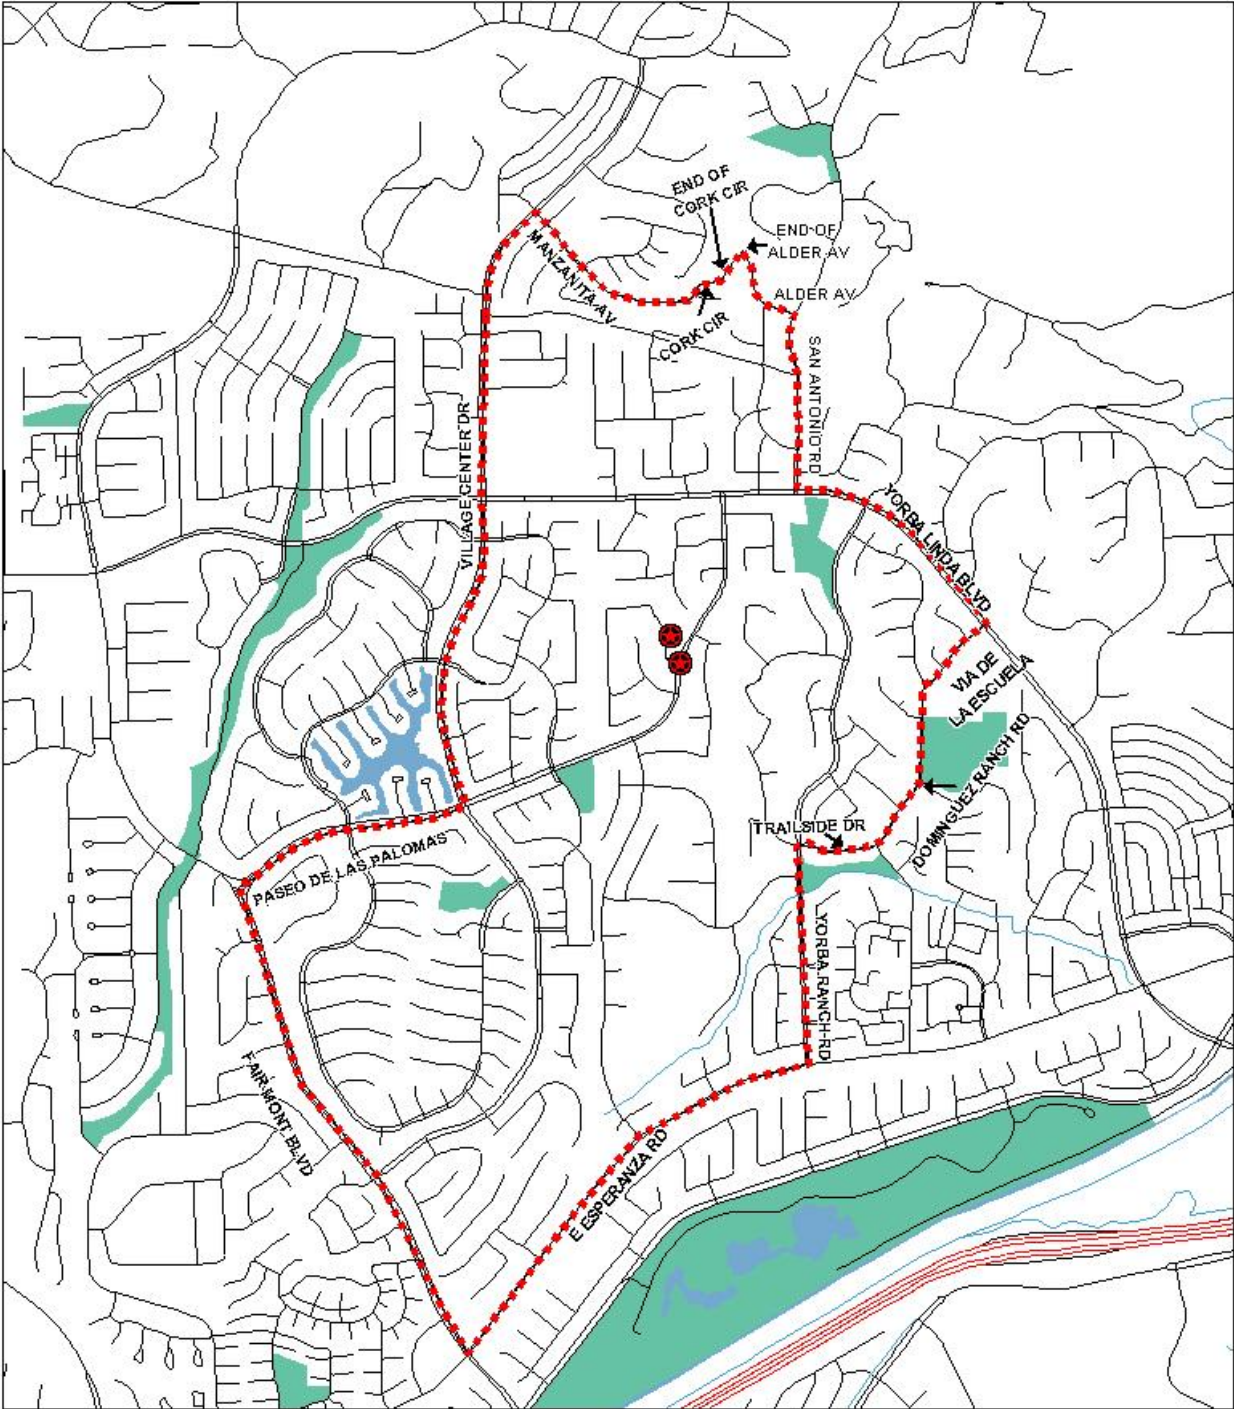 END OF
CORK CIR
END OF
ALDER AV
MANZANITA AV
ALDER AV
CORK CIR
SAN ANTONIO RD
VILLAGE CENTER DR
YORBA LINDA BLVD
VIA DE
LA ESCUELA
DOMINGUEZ RANCH RD
TRAILSIDE DR
PASEO DE LAS PALOMAS
YORBA RANCH RD
FAIRMONT BLVD
E ESPERANZA RD